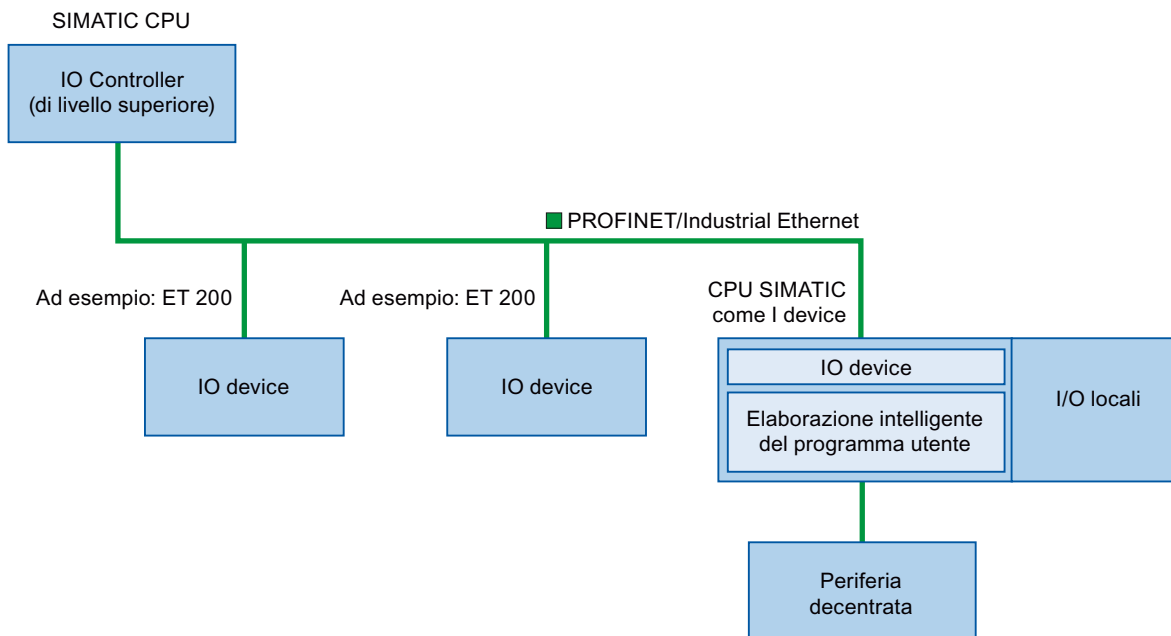 SIMATIC CPU
IO Controller
(di livello superiore)
PROFINET/Industrial Ethernet
Ad esempio: ET 200
Ad esempio: ET 200
CPU SIMATIC
come I device
IO device
IO device
IO device
Elaborazione intelligente
del programma utente
I/O locali
Periferia
decentrata